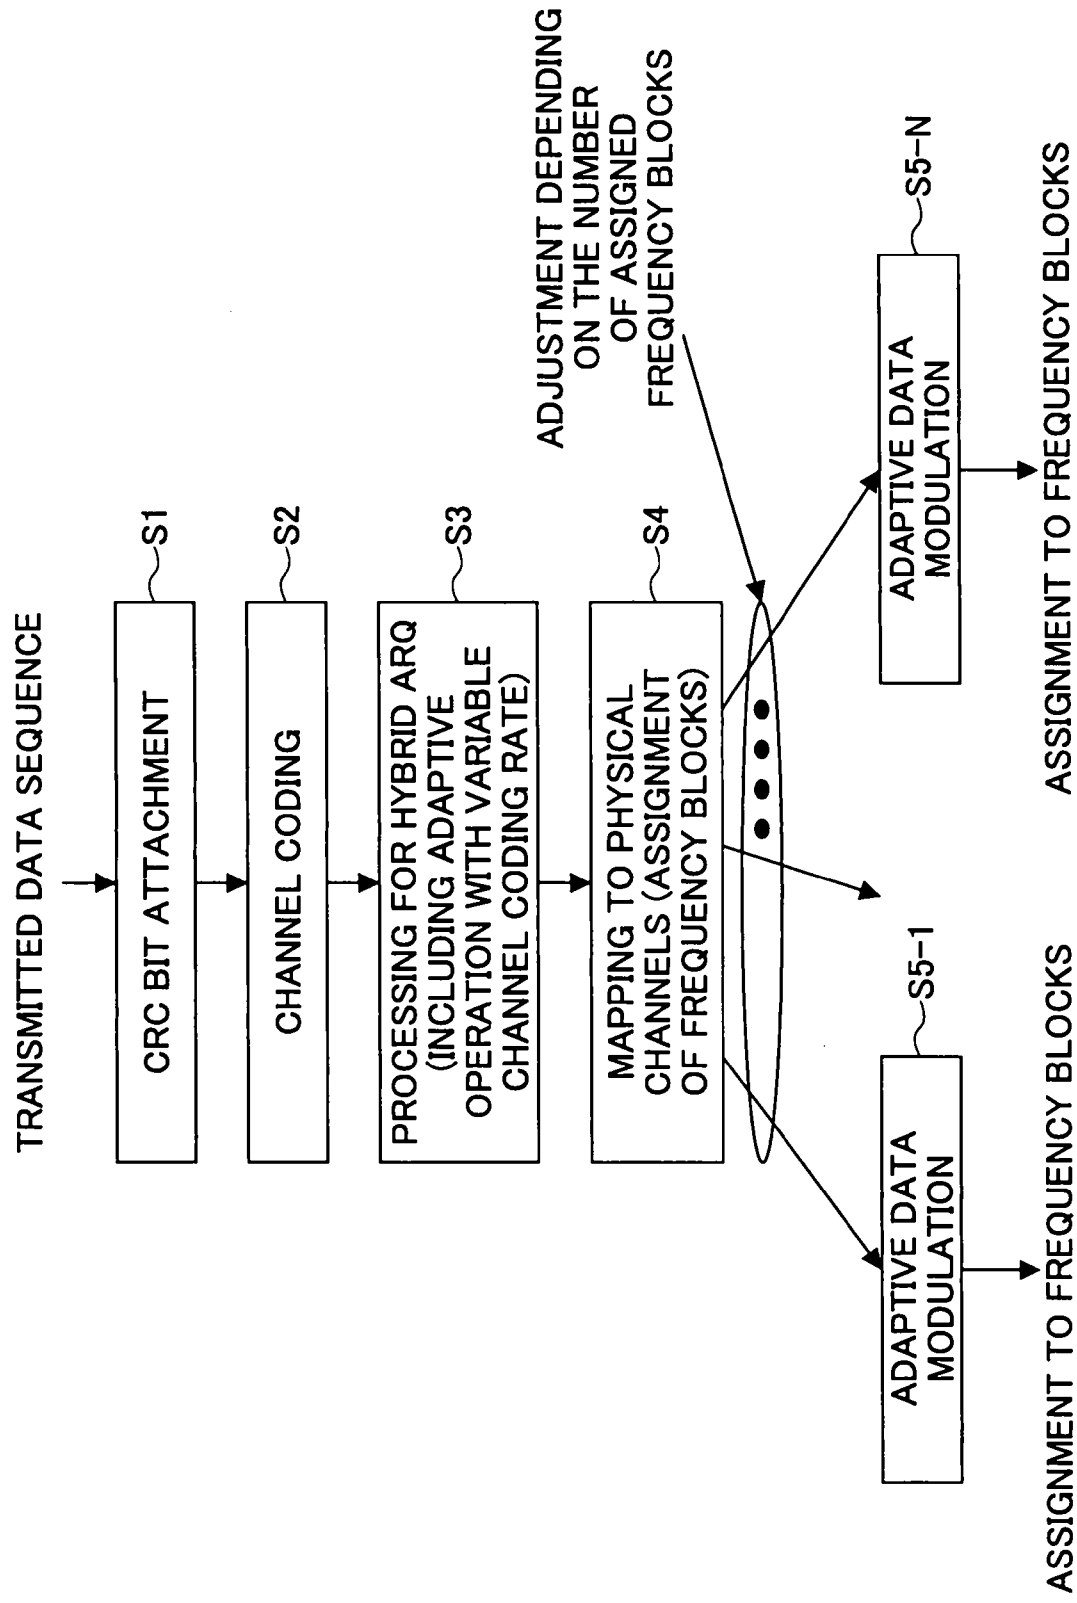 TRANSMITTED DATA SEQUENCE
CRC BIT ATTACHMENT
S1
CHANNEL CODING
S2
PROCESSING FOR HYBRID ARQ
(INCLUDING ADAPTIVE
OPERATION WITH VARIABLE
CHANNEL CODING RATE)
S3
MAPPING TO PHYSICAL
CHANNELS (ASSIGNMENT
OF FREQUENCY BLOCKS)
S4
ADJUSTMENT DEPENDING
ON THE NUMBER
OF ASSIGNED
FREQUENCY BLOCKS
ADAPTIVE DATA
MODULATION
S5-1
ADAPTIVE DATA
MODULATION
S5-N
ASSIGNMENT TO FREQUENCY BLOCKS
ASSIGNMENT TO FREQUENCY BLOCKS